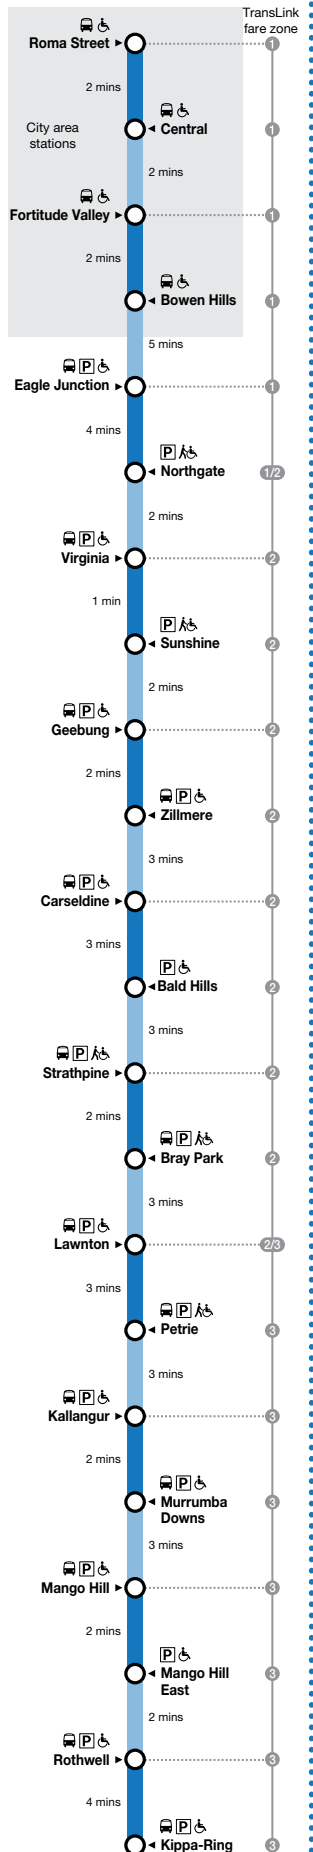 TransLink
fare zone
Roma Street
1
2 mins
City area
stations
Central
1
2 mins
Fortitude Valley
1
2 mins
Bowen Hills
1
5 mins
P
Eagle Junction
1
4 mins
P
Northgate
1/2
2 mins
P
Virginia
2
1 min
P
Sunshine
2
2 mins
P
Geebung
2
2 mins
P
Zillmere
2
3 mins
P
Carseldine
2
3 mins
P
Bald Hills
2
3 mins
P
Strathpine
2
2 mins
P
Bray Park
2
3 mins
P
Lawnton
2/3
3 mins
P
Petrie
3
3 mins
P
Kallangur
3
2 mins
P
Murrumba
Downs
3
3 mins
P
Mango Hill
3
2 mins
P
Mango Hill
East
3
2 mins
P
Rothwell
3
4 mins
P
Kippa-Ring
3